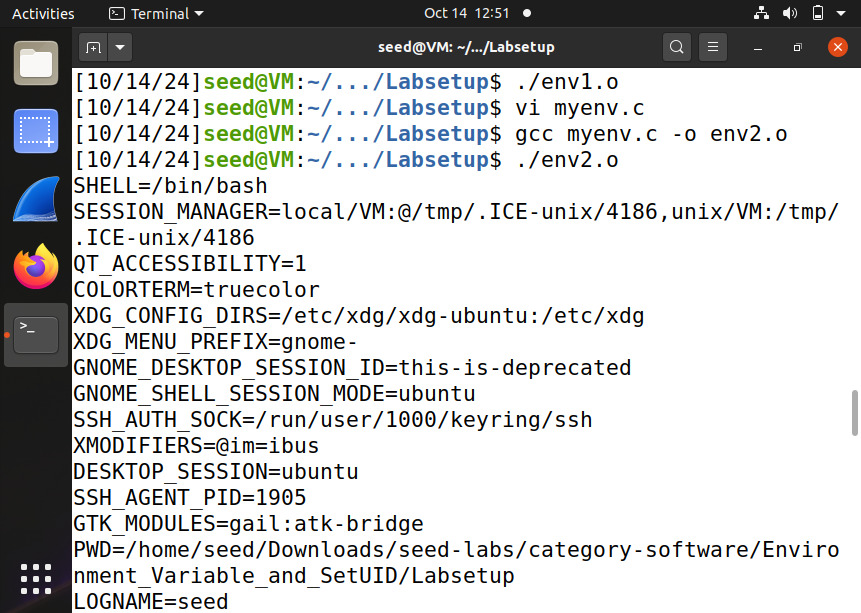 Activities Terminal Oct 14 12:51
seed@VM: ~/.../Labsetup
[10/14/24]seed@VM:~/.../Labsetup$ ./env1.o
[10/14/24]seed@VM:~/.../Labsetup$ vi myenv.c
[10/14/24]seed@VM:~/.../Labsetup$ gcc myenv.c -o env2.o
[10/14/24]seed@VM:~/.../Labsetup$ ./env2.o
SHELL=/bin/bash
SESSION_MANAGER=local/VM:@/tmp/.ICE-unix/4186,unix/VM:/tmp/
.ICE-unix/4186
QT_ACCESSIBILITY=1
COLORTERM=truecolor
XDG_CONFIG_DIRS=/etc/xdg/xdg-ubuntu:/etc/xdg
XDG_MENU_PREFIX=gnome-
GNOME_DESKTOP_SESSION_ID=this-is-deprecated
GNOME_SHELL_SESSION_MODE=ubuntu
SSH_AUTH_SOCK=/run/user/1000/keyring/ssh
XMODIFIERS=@im=ibus
DESKTOP_SESSION=ubuntu
SSH_AGENT_PID=1905
GTK_MODULES=gail:atk-bridge
PWD=/home/seed/Downloads/seed-labs/category-software/Enviro
nment_Variable_and_SetUID/Labsetup
LOGNAME=seed